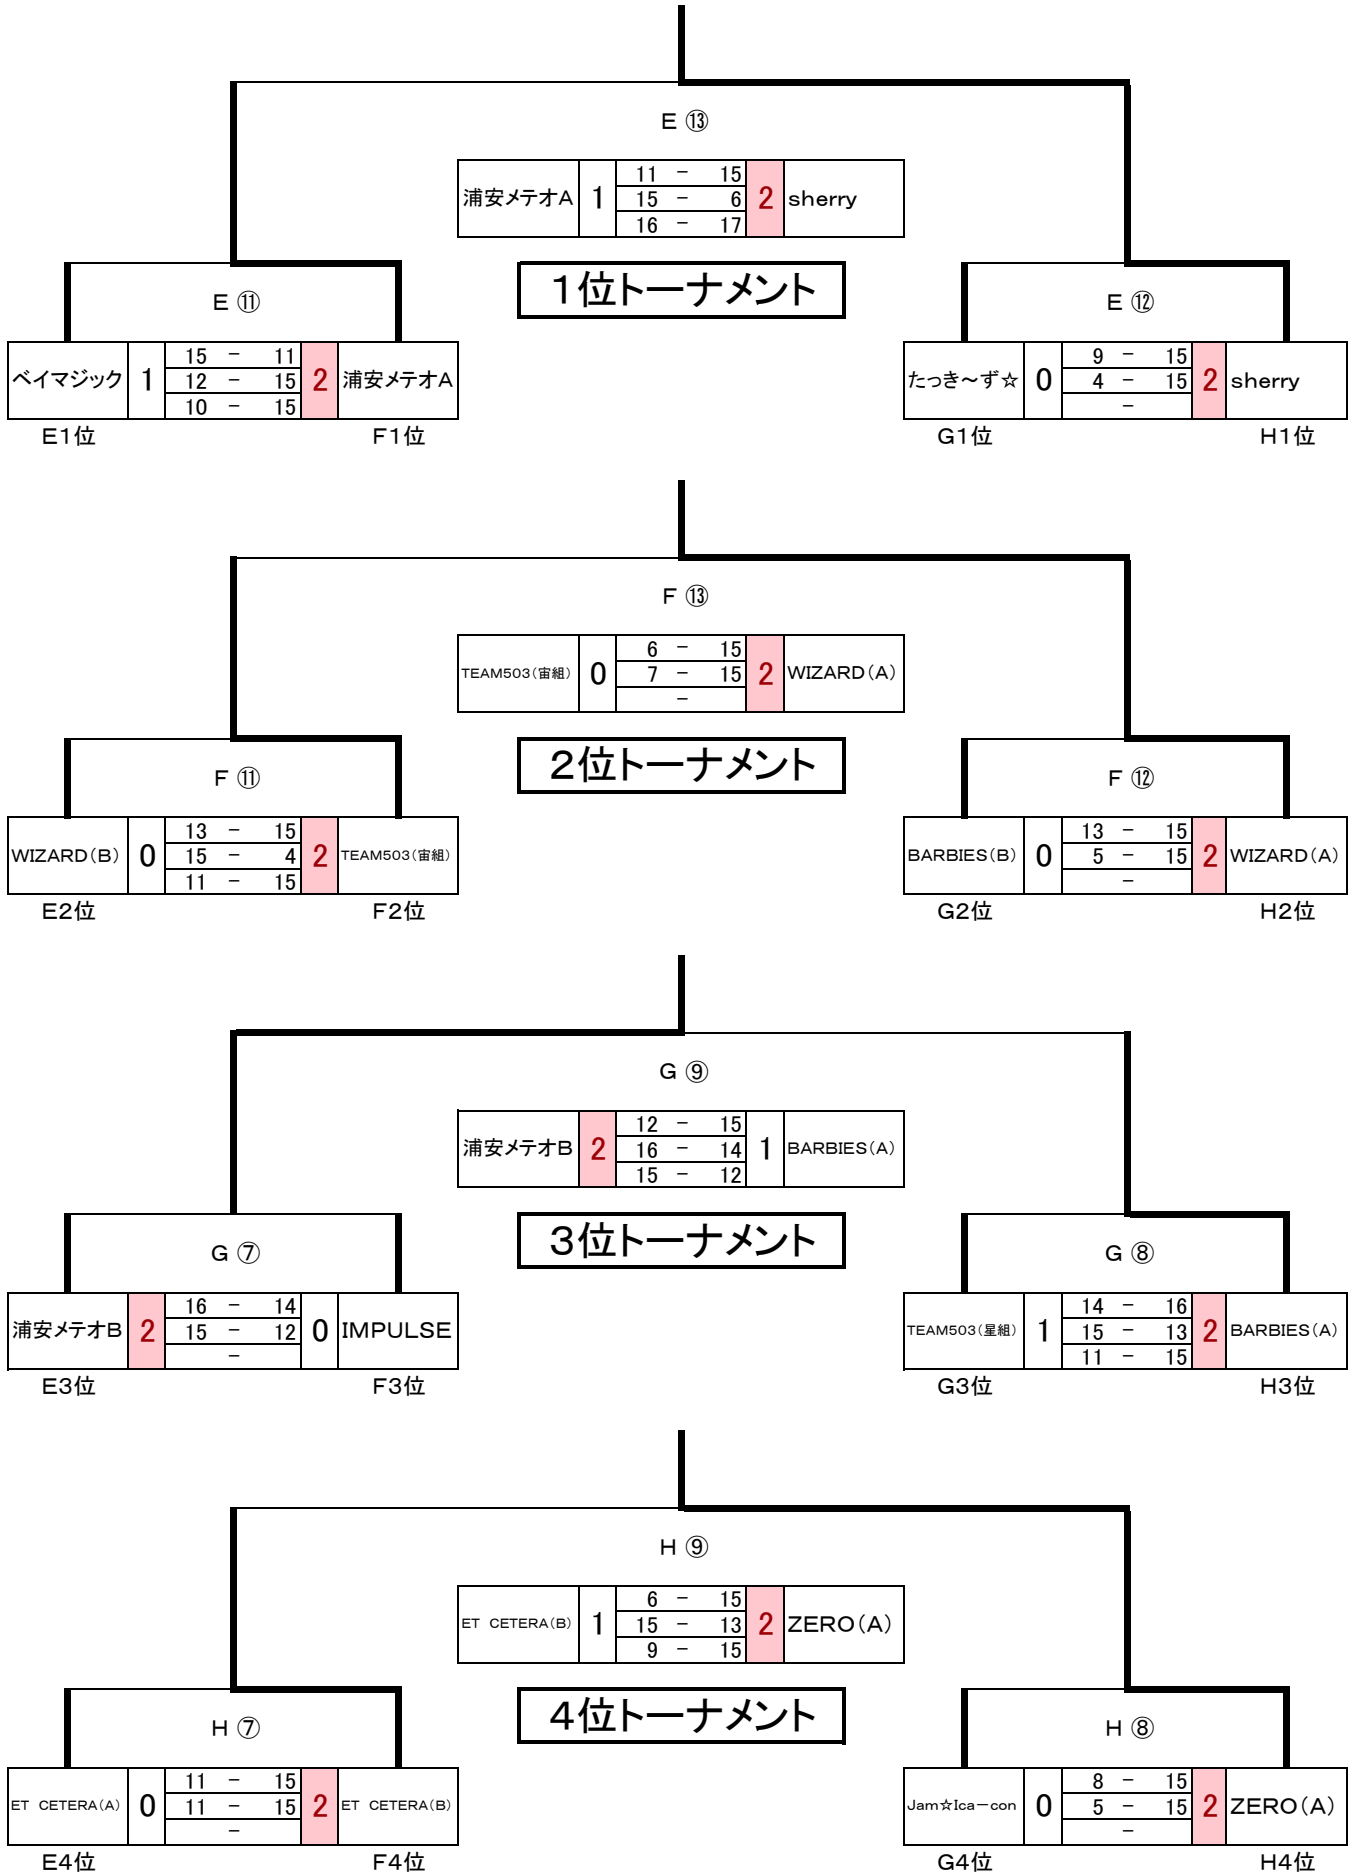 E ⑬
浦安メテオA 1 11 - 15 2 sherry
15 - 6
16 - 17
1位トーナメント
E ⑪
E ⑫
ベイマジック 1 15 - 11 2 浦安メテオA
12 - 15
10 - 15
たっき～ず☆ 0 9 - 15 2 sherry
4 - 15
-
E1位 F1位
G1位 H1位
F ⑬
TEAM503(宙組) 0 6 - 15 2 WIZARD(A)
7 - 15
-
2位トーナメント
F ⑪
F ⑫
WIZARD(B) 0 13 - 15 2 TEAM503(宙組)
15 - 4
11 - 15
BARBIES(B) 0 13 - 15 2 WIZARD(A)
5 - 15
-
E2位 F2位
G2位 H2位
G ⑨
浦安メテオB 2 12 - 15 1 BARBIES(A)
16 - 14
15 - 12
3位トーナメント
G ⑦
G ⑧
浦安メテオB 2 16 - 14 0 IMPULSE
15 - 12
-
TEAM503(星組) 1 14 - 16 2 BARBIES(A)
15 - 13
11 - 15
E3位 F3位
G3位 H3位
H ⑨
ET CETERA(B) 1 6 - 15 2 ZERO(A)
15 - 13
9 - 15
4位トーナメント
H ⑦
H ⑧
ET CETERA(A) 0 11 - 15 2 ET CETERA(B)
11 - 15
-
Jam☆Ica－con 0 8 - 15 2 ZERO(A)
5 - 15
-
E4位 F4位
G4位 H4位